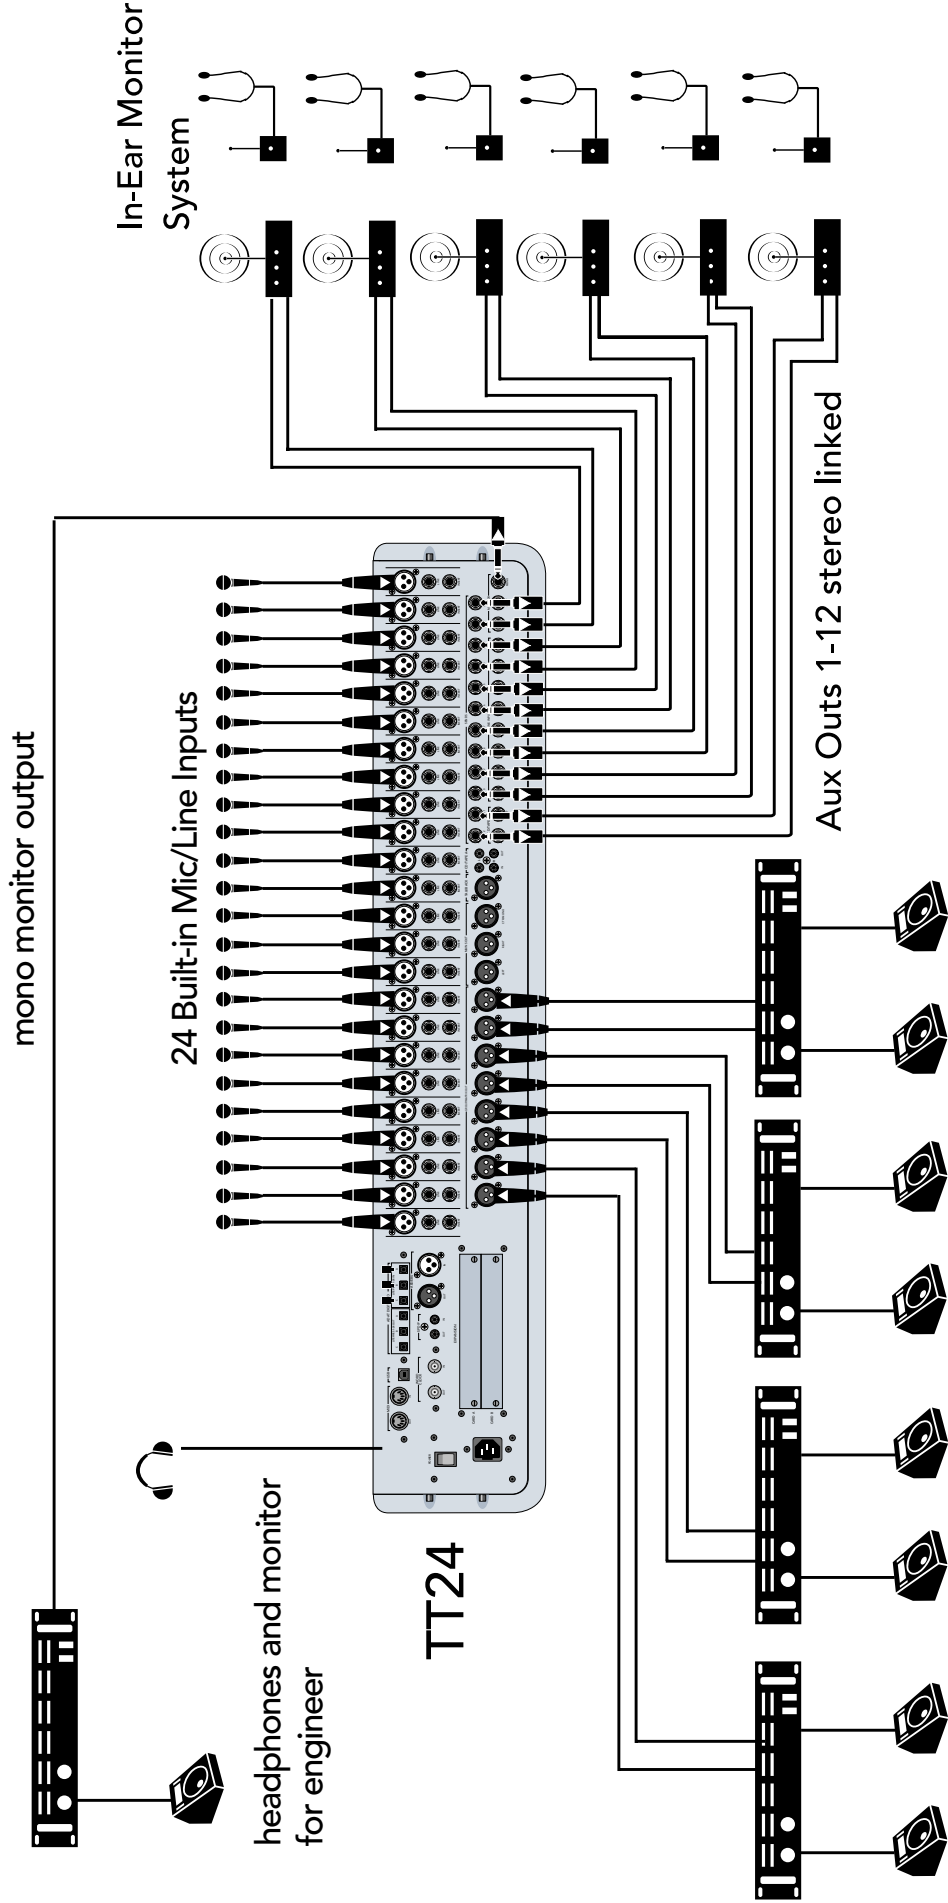 mono monitor output
In-Ear Monitor
System
24 Built-in Mic/Line Inputs
headphones and monitor
for engineer
TT24
Aux Outs 1-12 stereo linked